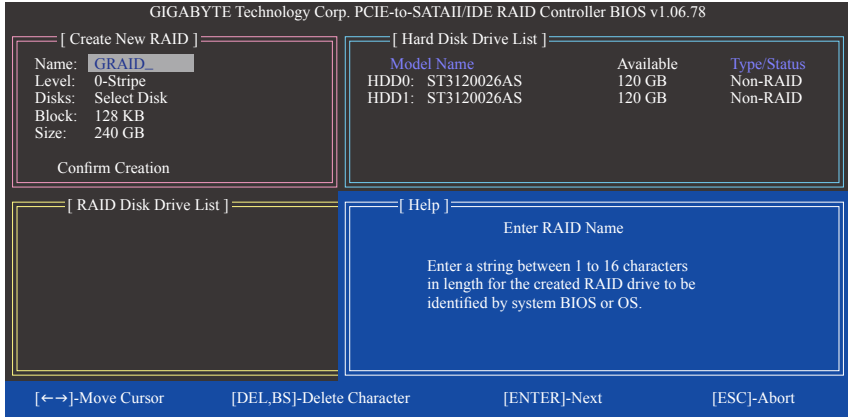 GIGABYTE Technology Corp. PCIE-to-SATAII/IDE RAID Controller BIOS v1.06.78
[ Create New RAID ]
Name: GRAID_
Level: 0-Stripe
Disks: Select Disk
Block: 128 KB
Size: 240 GB
Confirm Creation
[ Hard Disk Drive List ]
Model Name Available Type/Status
HDD0: ST3120026AS 120 GB Non-RAID
HDD1: ST3120026AS 120 GB Non-RAID
[ RAID Disk Drive List ]
[ Help ]
Enter RAID Name
Enter a string between 1 to 16 characters
in length for the created RAID drive to be
identified by system BIOS or OS.
[←→]-Move Cursor [DEL,BS]-Delete Character [ENTER]-Next [ESC]-Abort